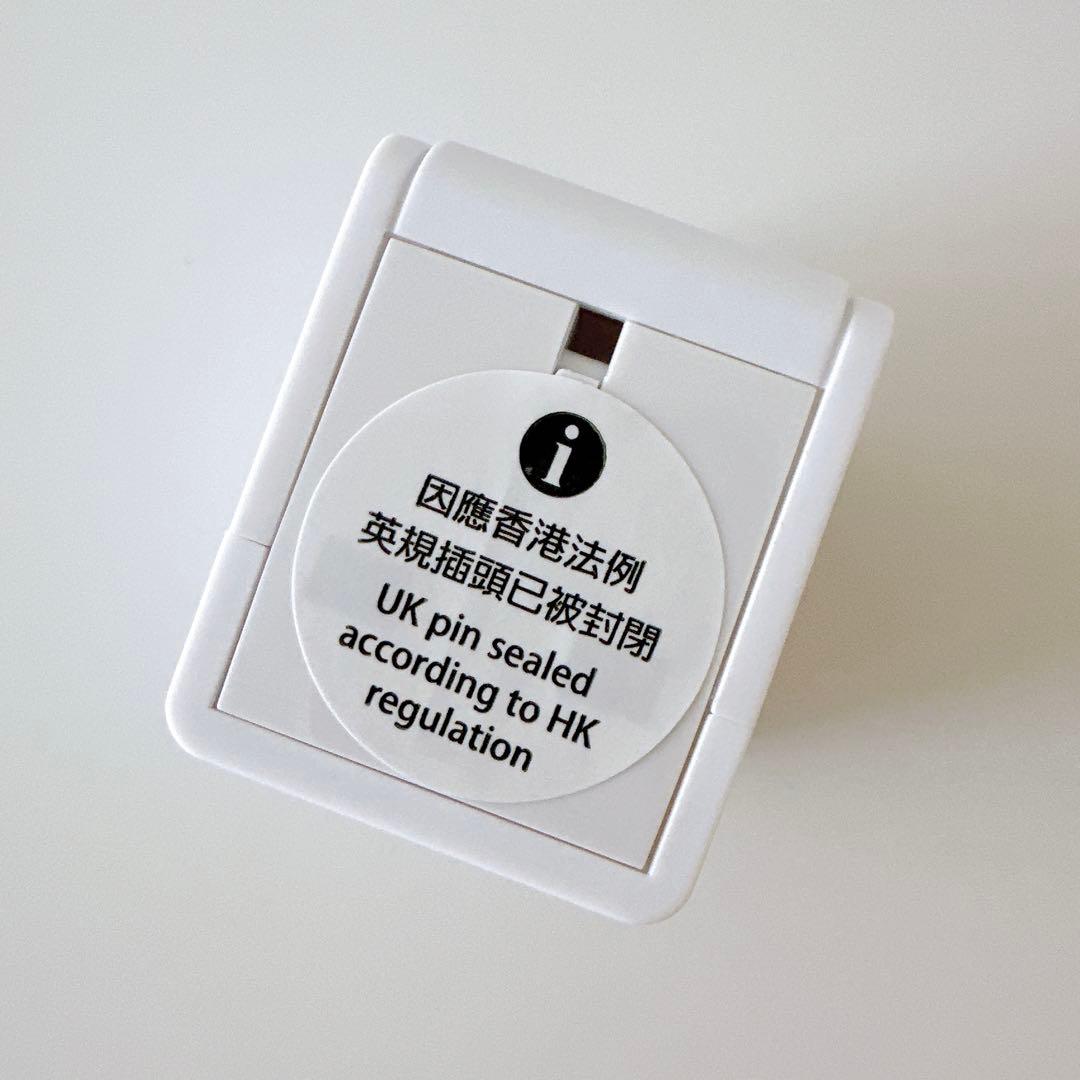 i
因應香港法例
英規插頭已被封閉
UK pin sealed
according to HK
regulation